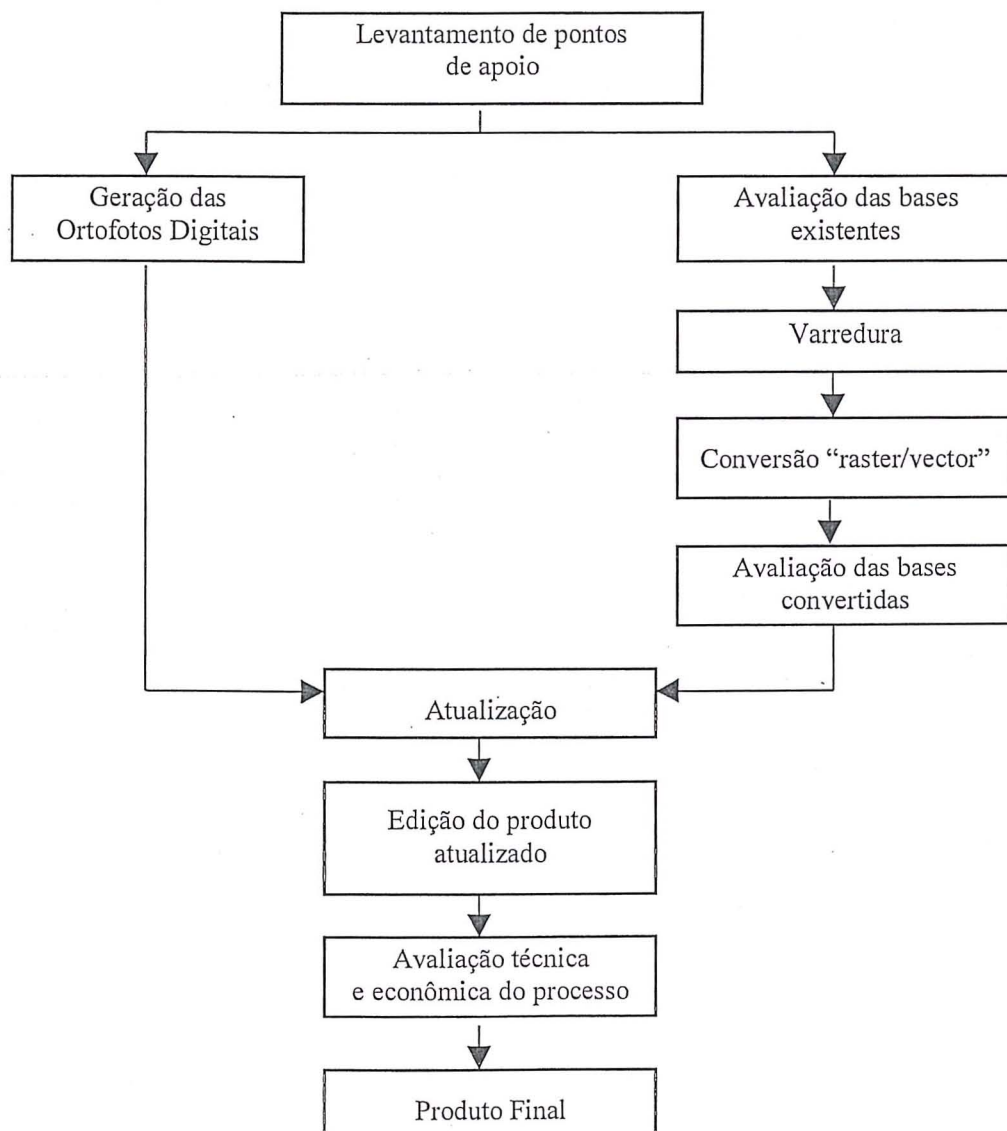 Levantamento de pontos
de apoio
Geração das
Ortofotos Digitais
Avaliação das bases
existentes
Varredura
Conversão “raster/vector”
Avaliação das bases
convertidas
Atualização
Edição do produto
atualizado
Avaliação técnica
e econômica do processo
Produto Final